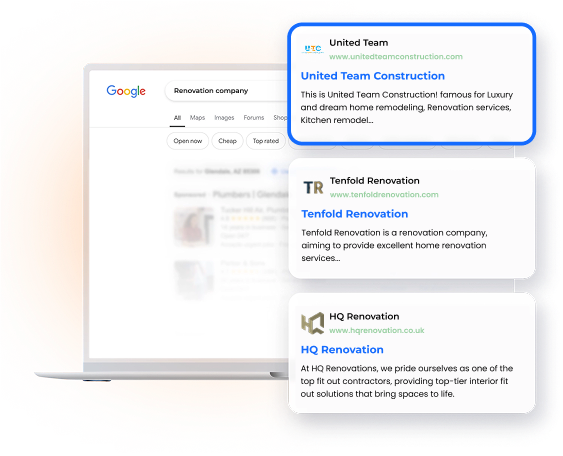 Google
Renovation company
All Maps Images Forums Shop
Open now Cheap Top rated
Results for Glendale, AZ
Sponsored Plumbers | Glendal
UTC
United Team
www.unitedteamconstruction.com
United Team Construction
This is United Team Construction! famous for Luxury
and dream home remodeling, Renovation services,
Kitchen remodel...
TR
Tenfold Renovation
www.tenfoldrenovation.com
Tenfold Renovation
Tenfold Renovation is a renovation company,
aiming to provide excellent home renovation
services...
HQ Renovation
www.hqrenovation.co.uk
HQ Renovation
At HQ Renovations, we pride ourselves as one of the
top fit out contractors, providing top-tier interior fit
out solutions that bring spaces to life.